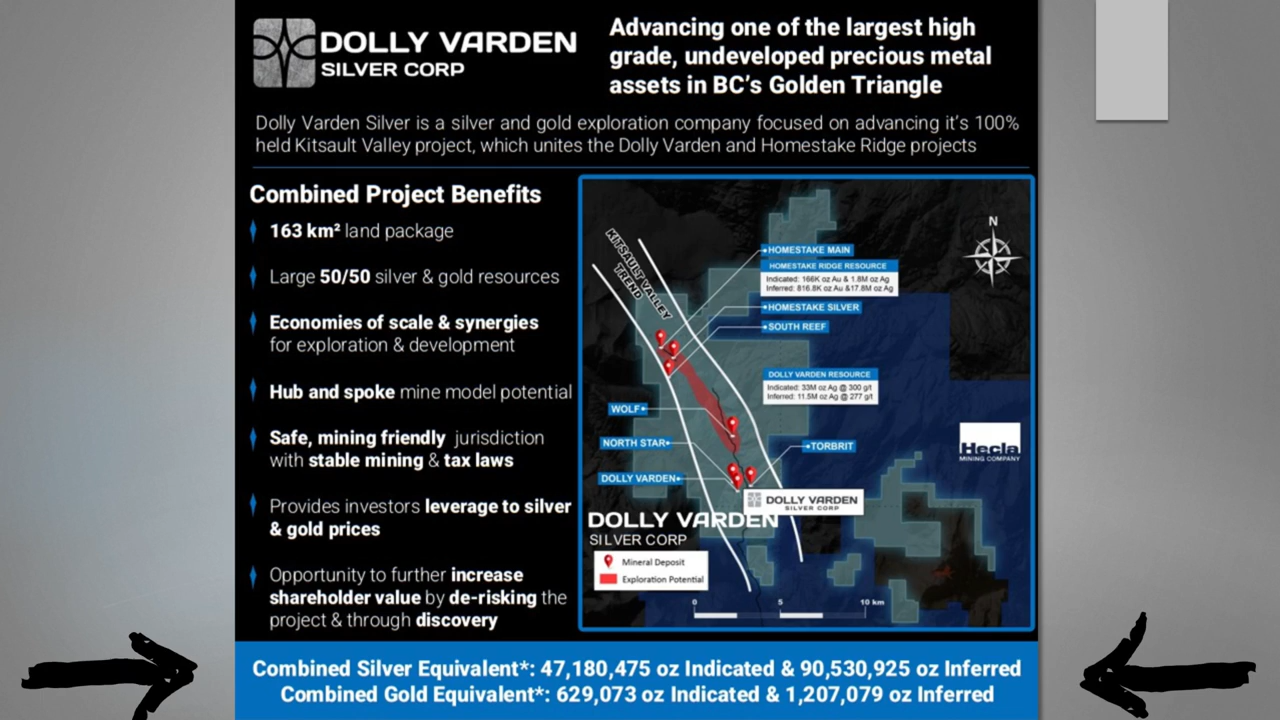 DOLLY VARDEN
SILVER CORP
Advancing one of the largest high
grade, undeveloped precious metal
assets in BC's Golden Triangle
Dolly Varden Silver is a silver and gold exploration company focused on advancing it's 100%
held Kitsault Valley project, which unites the Dolly Varden and Homestake Ridge projects
Combined Project Benefits
163 km² land package
Large 50/50 silver & gold resources
Economies of scale & synergies
for exploration & development
Hub and spoke mine model potential
Safe, mining friendly jurisdiction
with stable mining & tax laws
Provides investors leverage to silver
& gold prices
Opportunity to further increase
shareholder value by de-risking the
project & through discovery
KITSAULT VALLEY
TREND
N
HOMESTAKE MAIN
HOMESTAKE RIDGE RESOURCE
Indicated: 166K oz Au & 1.8M oz Ag
Inferred: 816.8K oz Au &17.8M oz Ag
HOMESTAKE SILVER
SOUTH REEF
DOLLY VARDEN RESOURCE
Indicated: 33M oz Ag @ 300 g/t
Inferred: 11.5M oz Ag @ 277 g/t
WOLF
NORTH STAR
TORBRIT
DOLLY VARDEN
Hecla
MINING COMPANY
DOLLY VARDEN
SILVER CORP
DOLLY VARDEN
SILVER CORP
Mineral Deposit
Exploration Potential
0 5 10 km
Combined Silver Equivalent*: 47,180,475 oz Indicated & 90,530,925 oz Inferred
Combined Gold Equivalent*: 629,073 oz Indicated & 1,207,079 oz Inferred